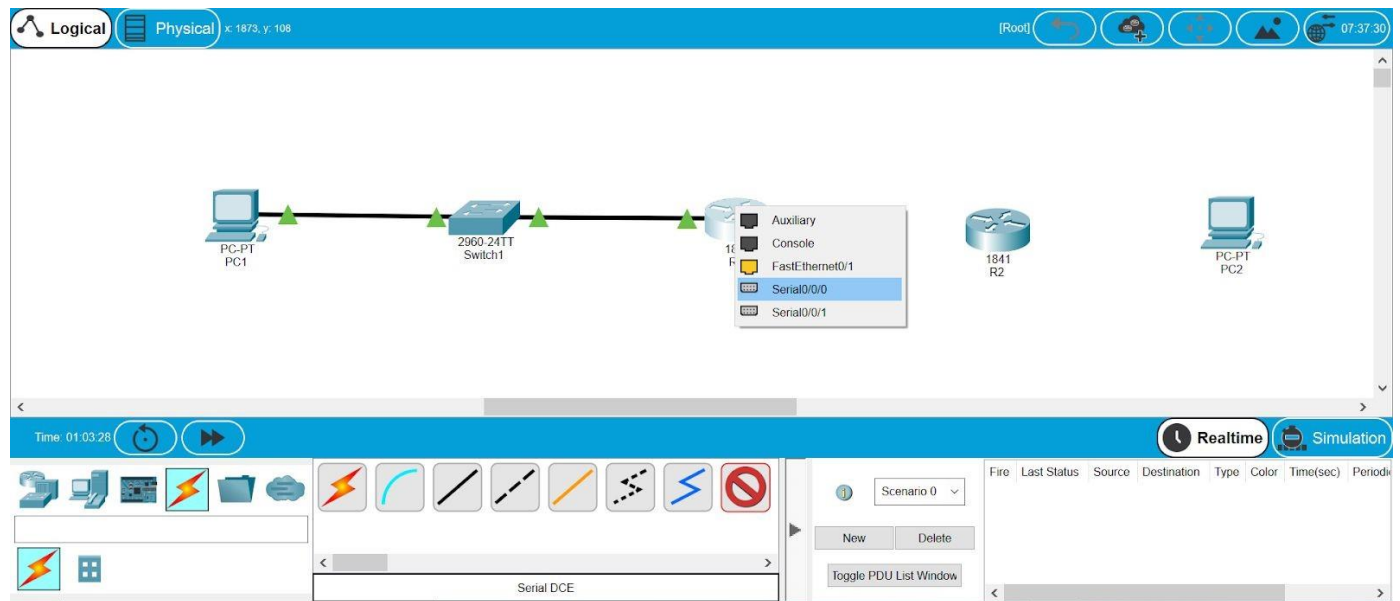 Logical
Physical
x: 1873, y: 108
[Root]
07:37:30
PC-PT
PC1
2960-24TT
Switch1
18
R
Auxiliary
Console
FastEthernet0/1
Serial0/0/0
Serial0/0/1
1841
R2
PC-PT
PC2
Time: 01:03:28
Realtime
Simulation
Scenario 0
New
Delete
Toggle PDU List Window
Fire Last Status Source Destination Type Color Time(sec) Periodi
Serial DCE